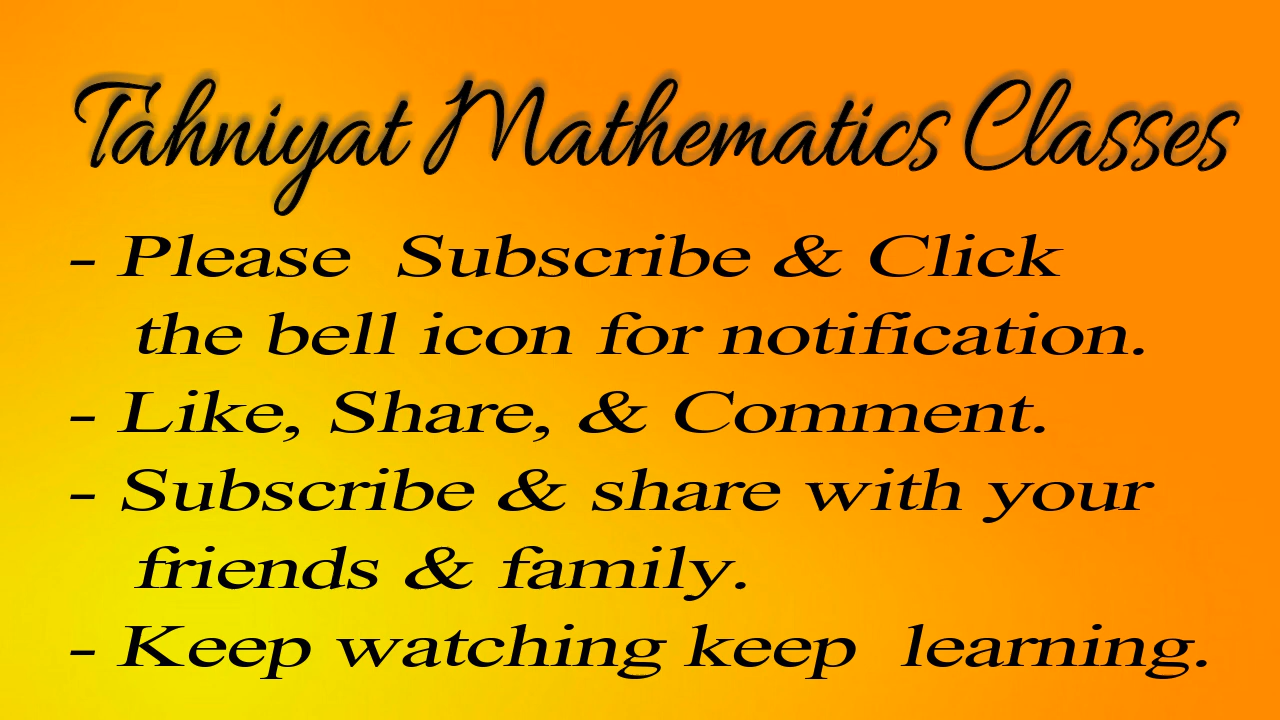 Tahniyat Mathematics Classes
- Please Subscribe & Click
the bell icon for notification.
- Like, Share, & Comment.
- Subscribe & share with your
friends & family.
- Keep watching keep learning.